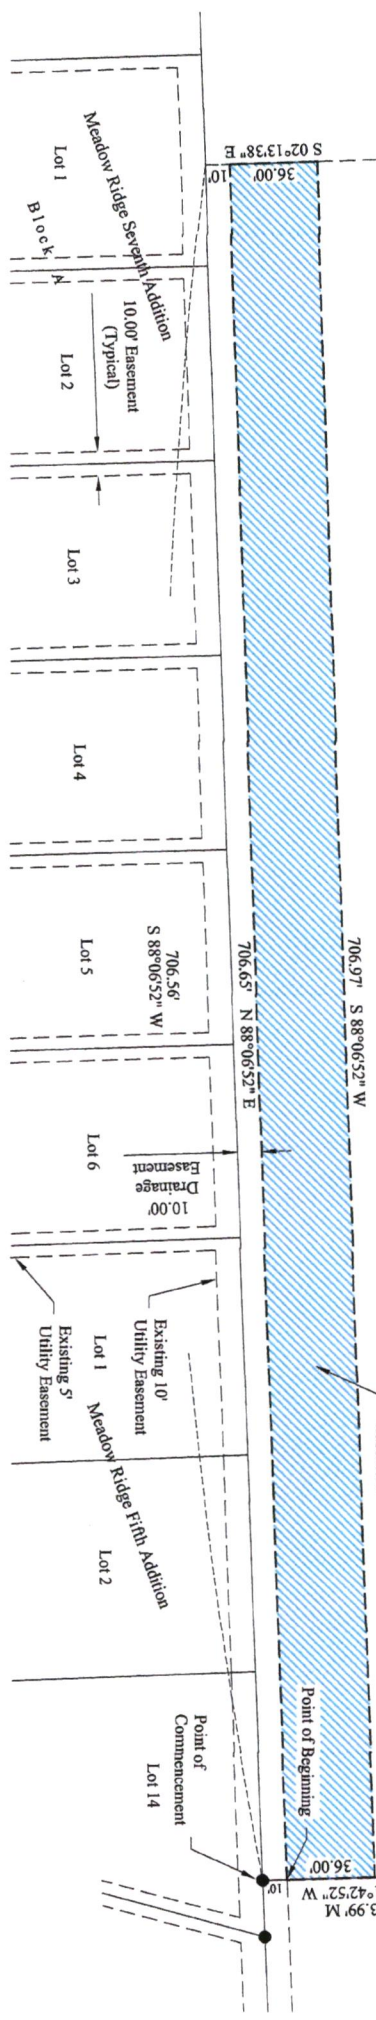 S 02°13'38" E
36.00'
10'
Lot 1
Meadow Ridge Seventh Addition
Block A
10.00' Easement
(Typical)
Lot 2
Lot 3
Lot 4
Lot 5
706.56'
S 88°06'52" W
706.65' N 88°06'52" E
706.97' S 88°06'52" W
Lot 6
10.00'
Drainage
Easement
Existing 10'
Utility Easement
Existing 5'
Utility Easement
Lot 1
Meadow Ridge Fifth Addition
Lot 2
Point of
Commencement
Lot 14
Point of Beginning
36.00'
10'
°42'52" W
3.99' M